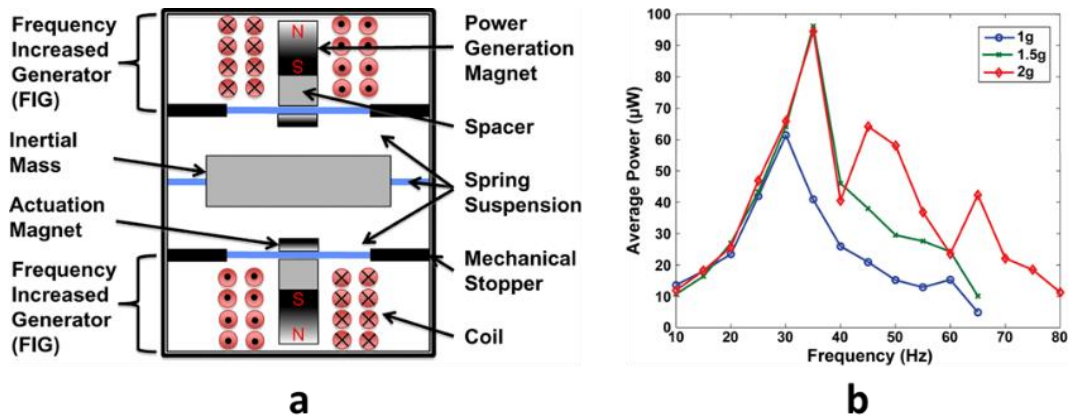 Frequency
Increased
Generator
(FIG)
Inertial
Mass
Actuation
Magnet
Frequency
Increased
Generator
(FIG)
N
S
S
N
Power
Generation
Magnet
Spacer
Spring
Suspension
Mechanical
Stopper
Coil
a
Average Power (µW)
100
90
80
70
60
50
40
30
20
10
0
10 20 30 40 50 60 70 80
Frequency (Hz)
1g
1.5g
2g
b